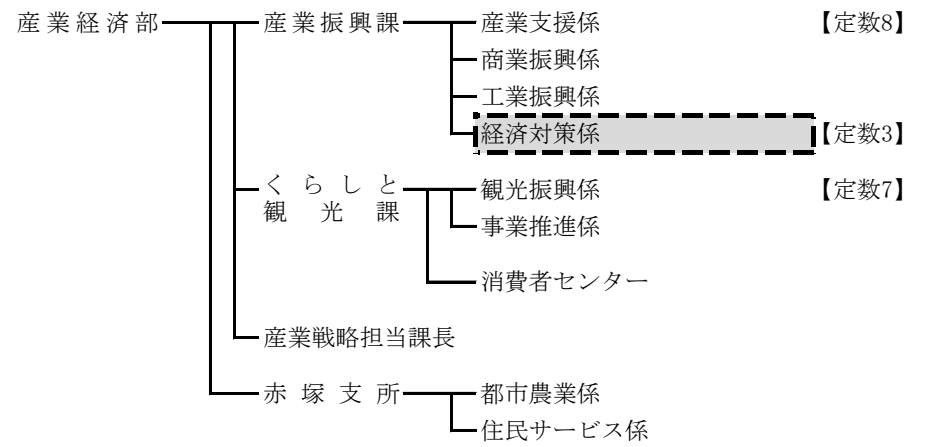 産業経済部 産業振興課 産業支援係 【定数8】
商業振興係
工業振興係
経済対策係 【定数3】
くらしと 観光振興係 【定数7】
観光課
事業推進係
消費者センター
産業戦略担当課長
赤塚支所 都市農業係
住民サービス係